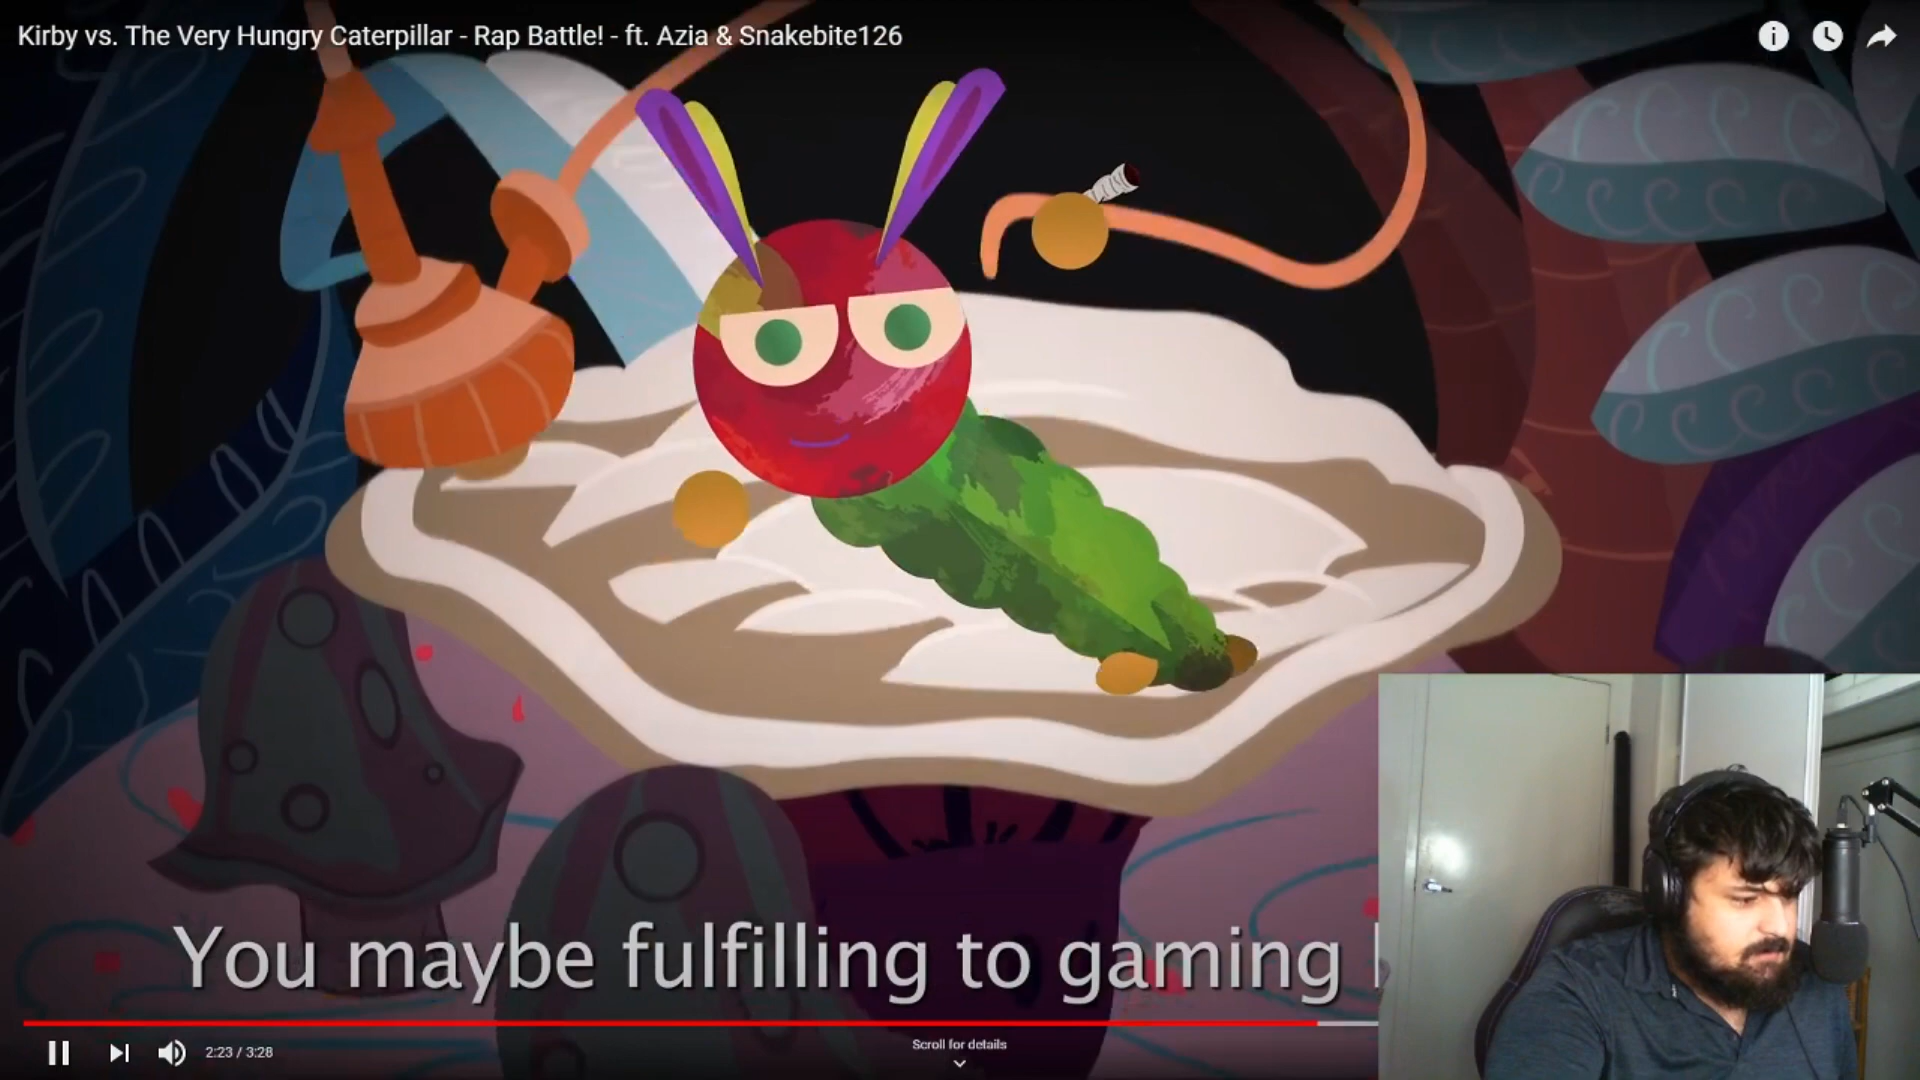 Kirby vs. The Very Hungry Caterpillar - Rap Battle! - ft. Azia & Snakebite126
You maybe fulfilling to gaming
2:23 / 3:28
Scroll for details